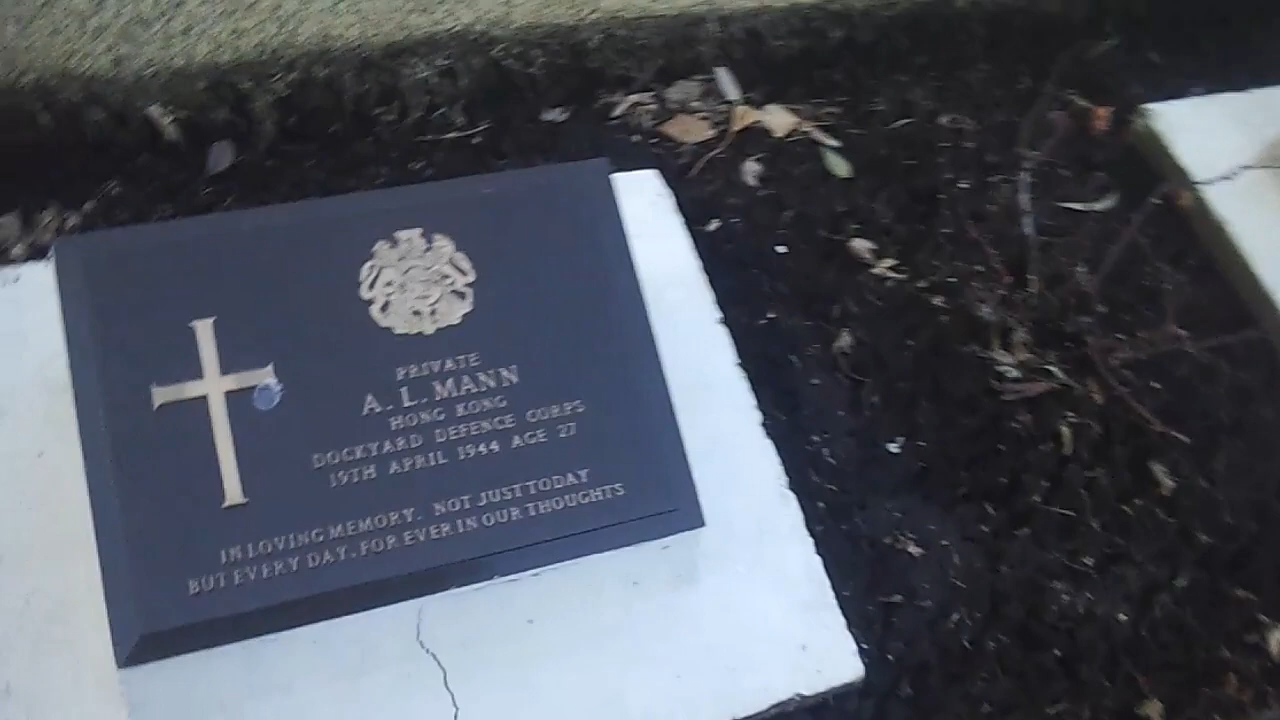 PRIVATE
A. L. MANN
HONG KONG
DOCKYARD DEFENCE CORPS
19TH APRIL 1944 AGE 27
IN LOVING MEMORY. NOT JUST TODAY
BUT EVERY DAY. FOR EVER IN OUR THOUGHTS